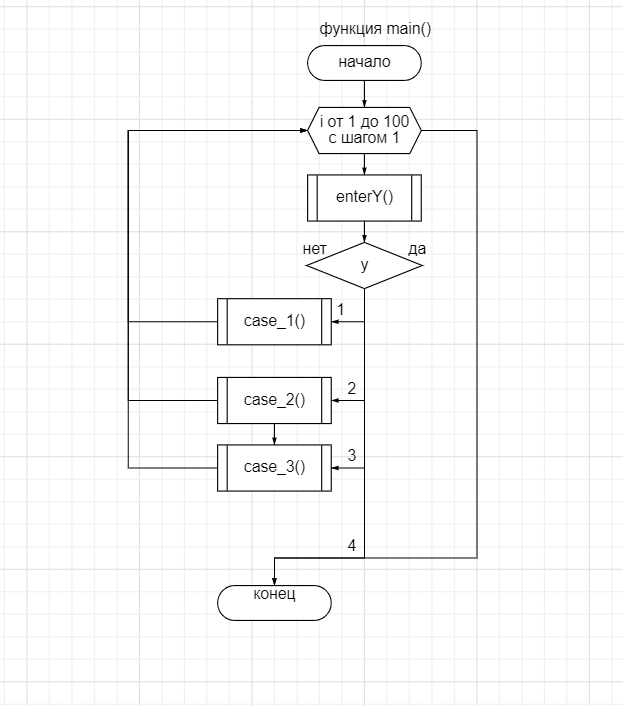 функция main()
начало
i от 1 до 100
с шагом 1
enterY()
нет
да
y
1
case_1()
2
case_2()
3
case_3()
4
конец